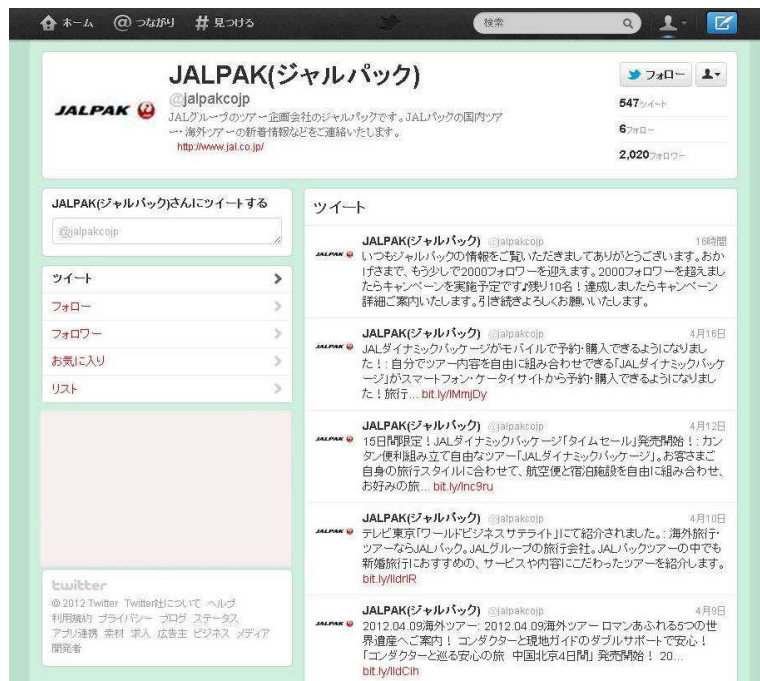 ホーム @ つながり # 見つける 検索
JALPAK(ジャルパック)
@jalpakcojp
JALグループのツアー企画会社のジャルパックです。JALパックの国内ツア
ー・海外ツアーの新着情報などをご連絡いたします。
http://www.jal.co.jp/
JALPAK
フォロー
547ツイート
6フォロー
2,020フォロワー
JALPAK(ジャルパック)さんにツイートする
@jalpakcojp
ツイート
フォロー
フォロワー
お気に入り
リスト
twitter
© 2012 Twitter Twitter社について ヘルプ
利用規約 プライバシー ブログ ステータス
アプリ連携 素材 求人 広告主 ビジネス メディア
開発者
ツイート
JALPAK(ジャルパック) @jalpakcojp 16時間
いつもジャルパックの情報をご覧いただきましてありがとうございます。おか
げさまで、もう少しで2000フォロワーを迎えます。2000フォロワーを超えまし
たらキャンペーンを実施予定です♪残り10名！達成しましたらキャンペーン
詳細ご案内いたします。引き続きよろしくお願いいたします。
JALPAK(ジャルパック) @jalpakcojp 4月16日
JALダイナミックパッケージがモバイルで予約・購入できるようになりまし
た！: 自分でツアー内容を自由に組み合わせできる「JALダイナミックパッケ
ージ」がスマートフォン・ケータイサイトから予約・購入できるようになりまし
た！旅行... bit.ly/IMmjDy
JALPAK(ジャルパック) @jalpakcojp 4月12日
15日間限定！JALダイナミックパッケージ「タイムセール」発売開始！: カン
タン便利組み立て自由なツアー「JALダイナミックパッケージ」。お客さまご
自身の旅行スタイルに合わせて、航空便と宿泊施設を自由に組み合わせ、
お好みの旅... bit.ly/Inc9ru
JALPAK(ジャルパック) @jalpakcojp 4月10日
テレビ東京「ワールドビジネスサテライト」にて紹介されました。: 海外旅行・
ツアーならJALパック。JALグループの旅行会社。JALパックツアーの中でも
新婚旅行におすすめの、サービスや内容にこだわったツアーを紹介します。
bit.ly/IldrIR
JALPAK(ジャルパック) @jalpakcojp 4月9日
2012.04.09海外ツアー: 2012.04.09海外ツアー ロマンあふれる5つの世
界遺産へご案内！ コンダクターと現地ガイドのダブルサポートで安心！
「コンダクターと巡る安心の旅 中国北京4日間」 発売開始！ 20...
bit.ly/IldCih